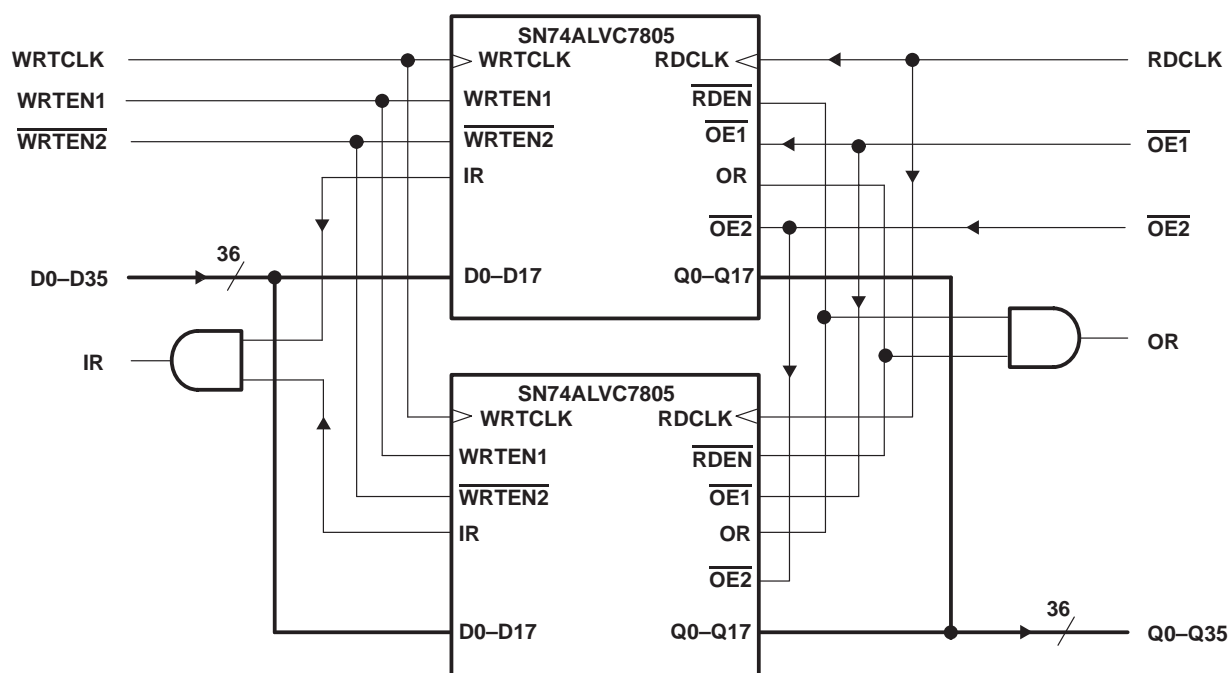 SN74ALVC7805
WRTCLK WRTCLK RDCLK RDCLK
WRTEN1 WRTEN1 RDEN
WRTEN2 WRTEN2 OE1 OE1
IR OR
OE2 OE2
36
D0–D35 D0–D17 Q0–Q17
IR OR
SN74ALVC7805
WRTCLK RDCLK
WRTEN1 RDEN
WRTEN2 OE1
IR OR
OE2
36
D0–D17 Q0–Q17 Q0–Q35